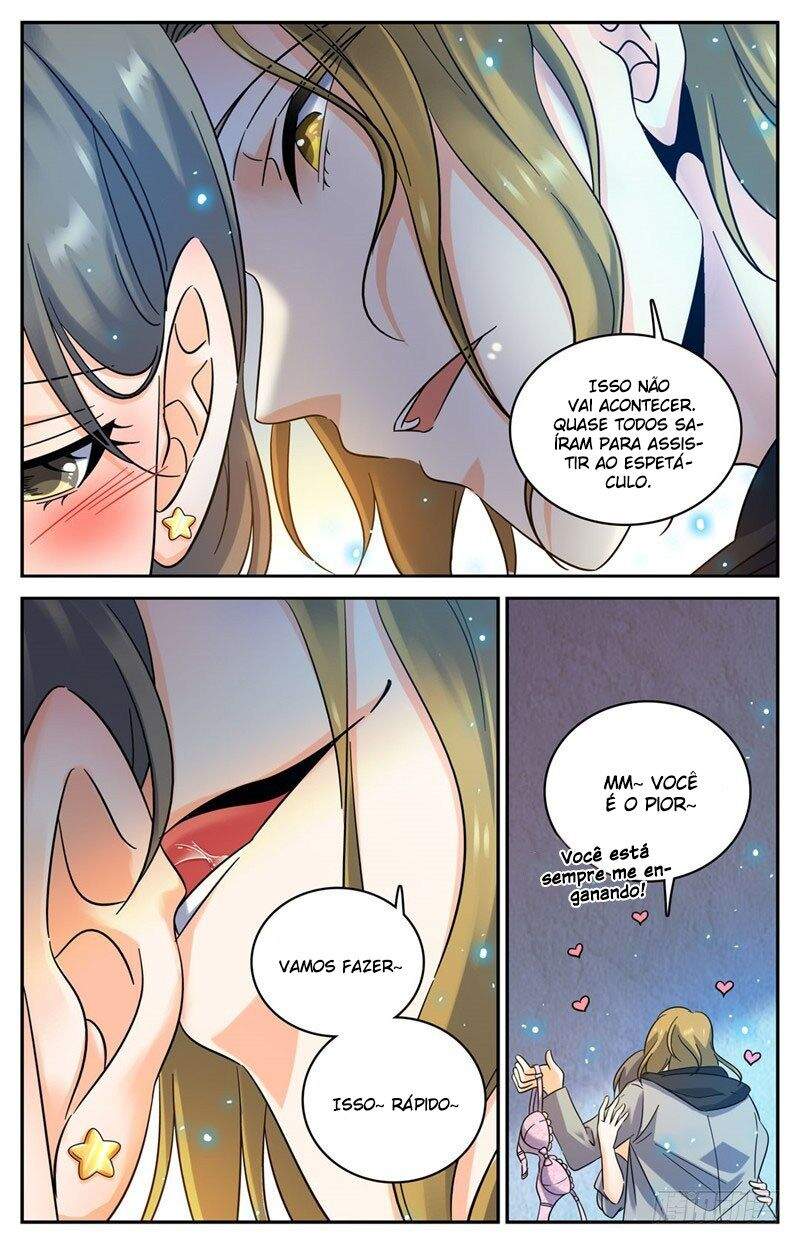 ISSO NÃO
VAI ACONTECER.
QUASE TODOS SA-
ÍRAM PARA ASSIS-
TIR AO ESPETÁ-
CULO.
VAMOS FAZER~
ISSO~ RÁPIDO~
MM~ VOCÊ
É O PIOR~
Você está
sempre me en-
ganando!